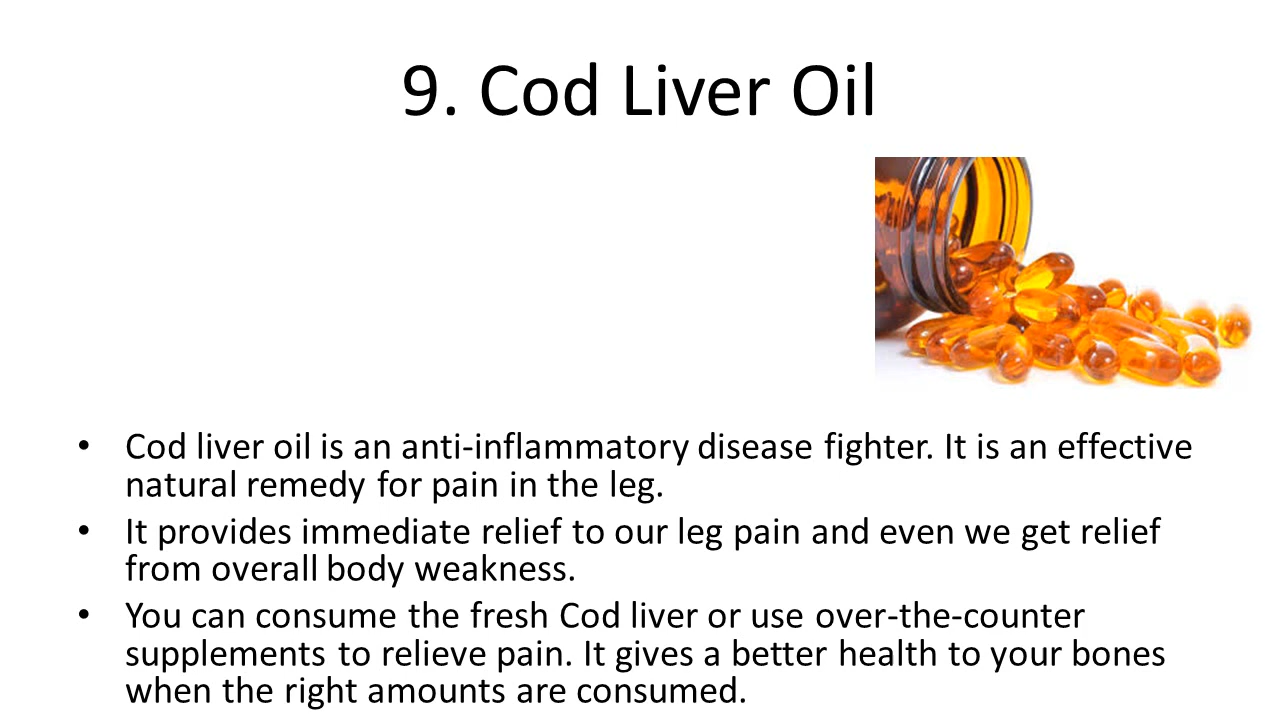 9. Cod Liver Oil
• Cod liver oil is an anti-inflammatory disease fighter. It is an effective
natural remedy for pain in the leg.
• It provides immediate relief to our leg pain and even we get relief
from overall body weakness.
• You can consume the fresh Cod liver or use over-the-counter
supplements to relieve pain. It gives a better health to your bones
when the right amounts are consumed.